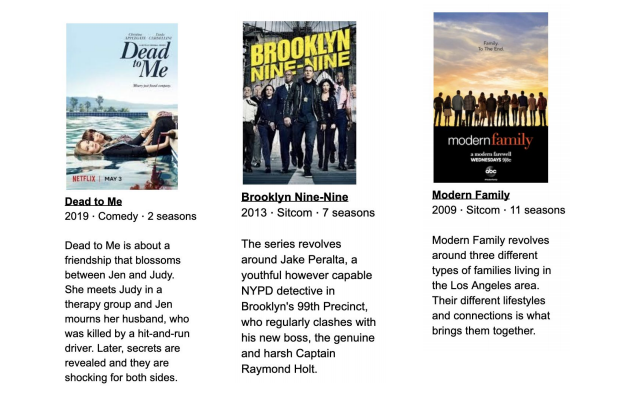 Christina Linda
APPLEGATE CARDELLINI
Dead
to Me
NETFLIX | MAY 3
Dead to Me
2019 · Comedy · 2 seasons
Dead to Me is about a
friendship that blossoms
between Jen and Judy.
She meets Judy in a
therapy group and Jen
mourns her husband, who
was killed by a hit-and-run
driver. Later, secrets are
revealed and they are
shocking for both sides.
BROOKLYN
NINE-NINE
Brooklyn Nine-Nine
2013 · Sitcom · 7 seasons
The series revolves
around Jake Peralta, a
youthful however capable
NYPD detective in
Brooklyn's 99th Precinct,
who regularly clashes with
his new boss, the genuine
and harsh Captain
Raymond Holt.
Family.
To The End.
modern family
a modern farewell
WEDNESDAYS 9|8c
abc
Modern Family
2009 · Sitcom · 11 seasons
Modern Family revolves
around three different
types of families living in
the Los Angeles area.
Their different lifestyles
and connections is what
brings them together.